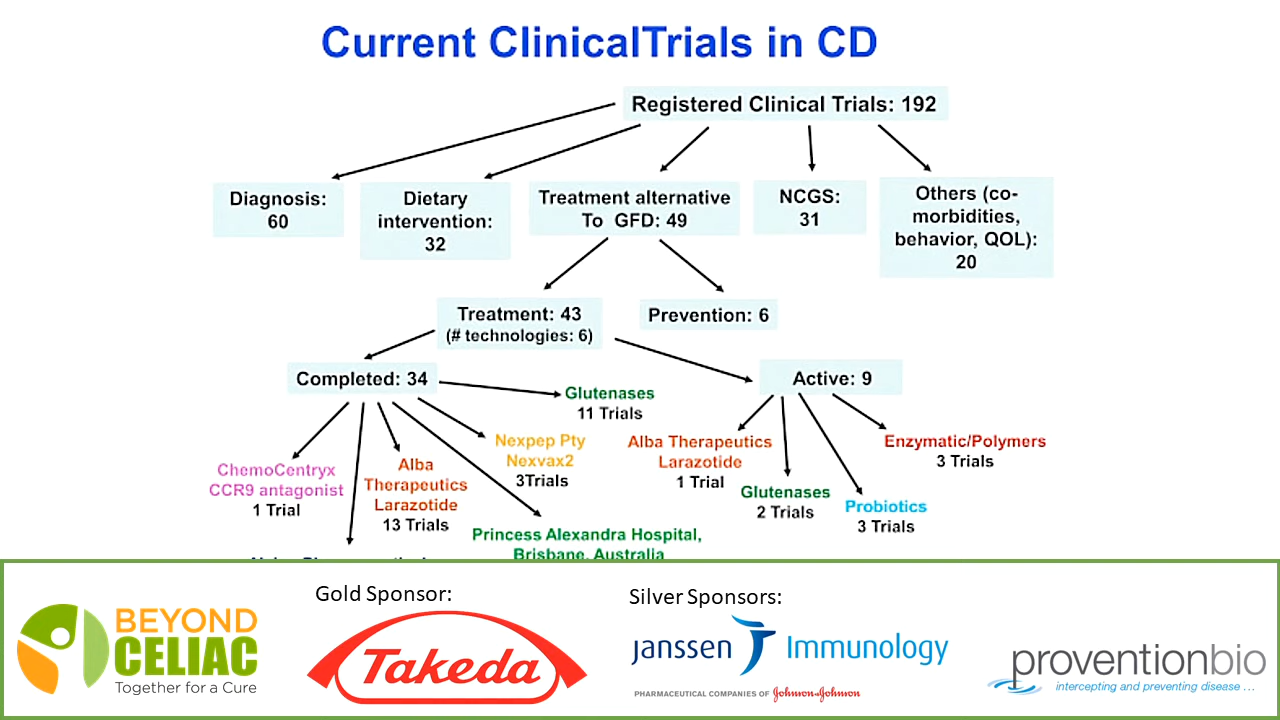 Current ClinicalTrials in CD
Registered Clinical Trials: 192
Diagnosis:
60
Dietary
intervention:
32
Treatment alternative
To GFD: 49
NCGS:
31
Others (co-
morbidities,
behavior, QOL):
20
Treatment: 43
(# technologies: 6)
Prevention: 6
Completed: 34
Active: 9
Glutenases
11 Trials
Nexpep Pty
Nexvax2
3Trials
Alba
Therapeutics
Larazotide
13 Trials
ChemoCentryx
CCR9 antagonist
1 Trial
Princess Alexandra Hospital,
Brisbane, Australia
Alba Therapeutics
Larazotide
1 Trial
Glutenases
2 Trials
Probiotics
3 Trials
Enzymatic/Polymers
3 Trials
BEYOND
CELIAC
Together for a Cure
Gold Sponsor:
Takeda
Silver Sponsors:
janssen Immunology
PHARMACEUTICAL COMPANIES OF Johnson&Johnson
proventionbio
intercepting and preventing disease ...